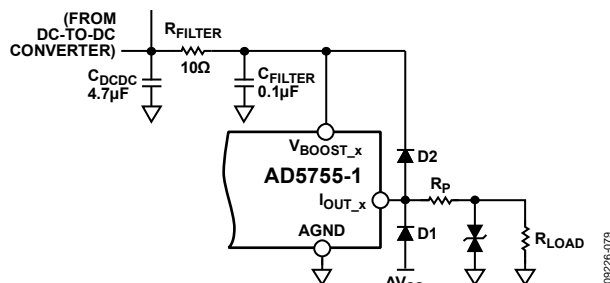 (FROM
DC-TO-DC
CONVERTER)
RFILTER
10Ω
CDCDC
4.7µF
CFILTER
0.1µF
VBOOST_x
AD5755-1
D2
RP
IOUT_x
AGND
D1
RLOAD
09226-079